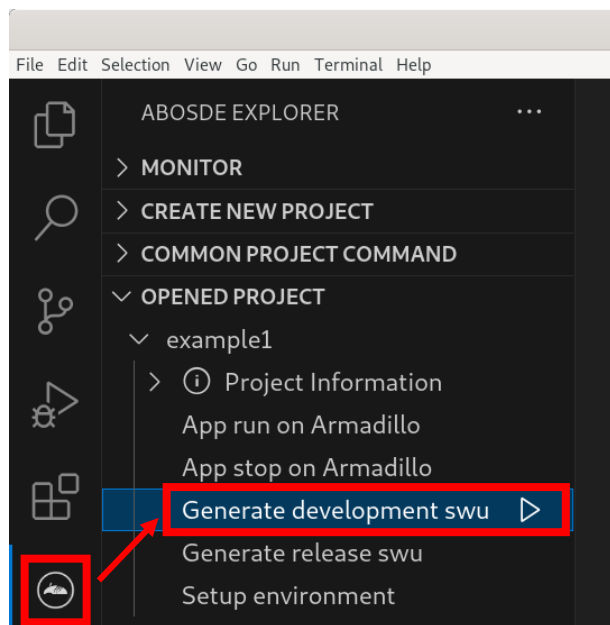 File Edit Selection View Go Run Terminal Help
ABOSDE EXPLORER
MONITOR
CREATE NEW PROJECT
COMMON PROJECT COMMAND
OPENED PROJECT
example1
Project Information
App run on Armadillo
App stop on Armadillo
Generate development swu
Generate release swu
Setup environment